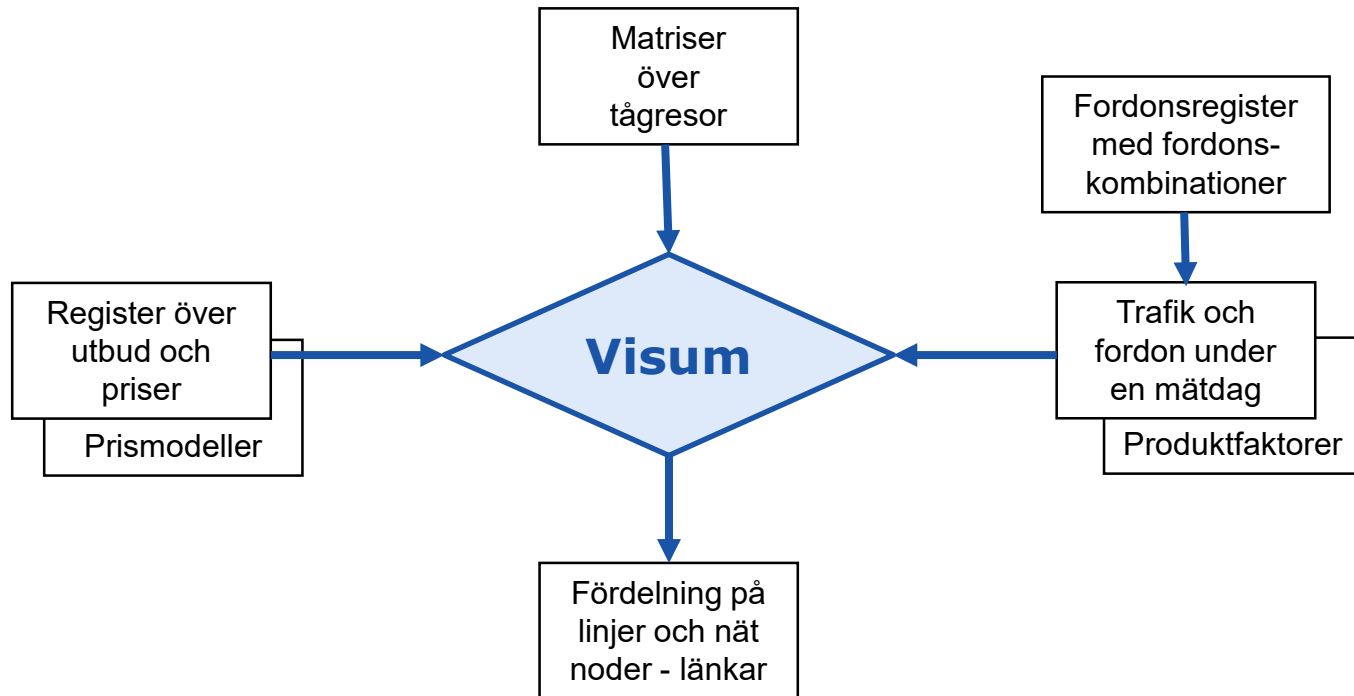 Matriser
över
tågresor
Fordonsregister
med fordons-
kombinationer
Register över
utbud och
priser
Prismodeller
Visum
Trafik och
fordon under
en mätdag
Produktfaktorer
Fördelning på
linjer och nät
noder - länkar